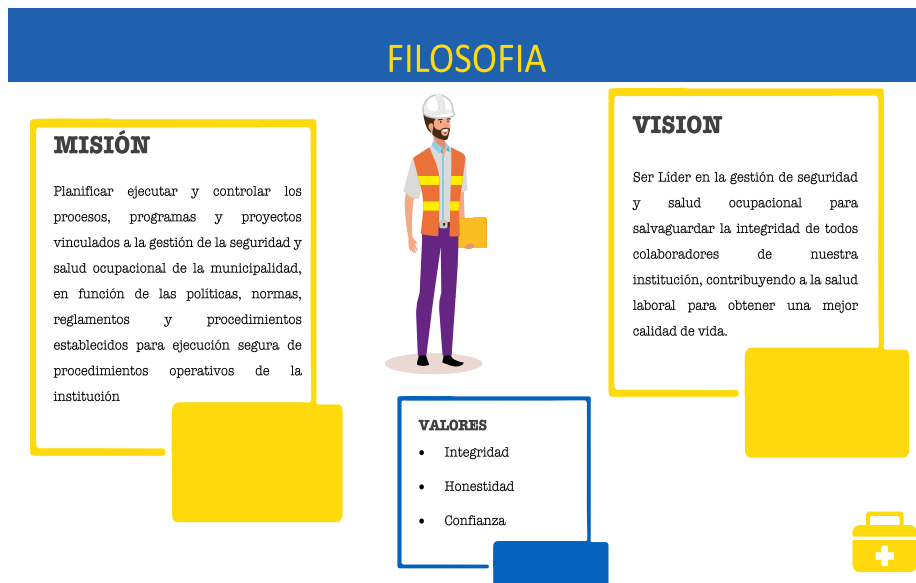 FILOSOFIA
MISIÓN
Planificar ejecutar y controlar los
procesos, programas y proyectos
vinculados a la gestión de la seguridad y
salud ocupacional de la municipalidad,
en función de las políticas, normas,
reglamentos y procedimientos
establecidos para ejecución segura de
procedimientos operativos de la
institución
VISION
Ser Líder en la gestión de seguridad
y salud ocupacional para
salvaguardar la integridad de todos
colaboradores de nuestra
institución, contribuyendo a la salud
laboral para obtener una mejor
calidad de vida.
VALORES
• Integridad
• Honestidad
• Confianza